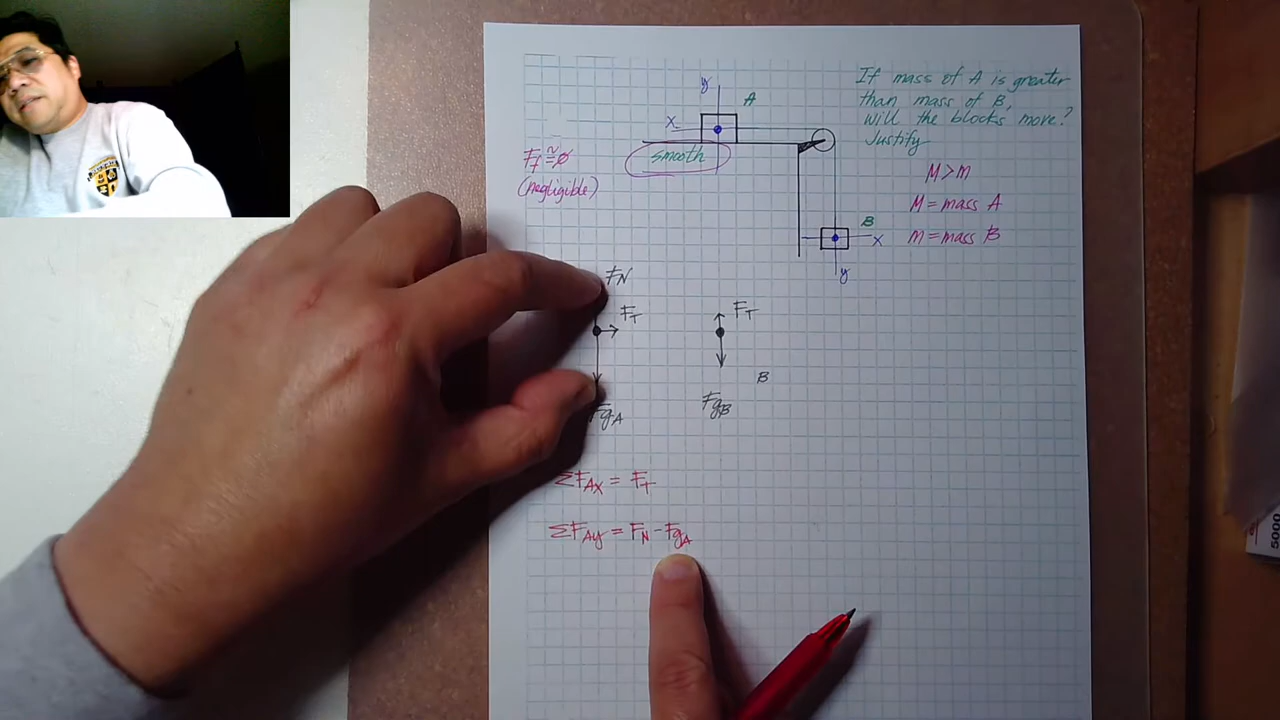 If mass of A is greater
than mass of B,
will the blocks move?
Justify
y
A
X
smooth
Ff ≅ ø
(negligible)
M > m
M = mass A
m = mass B
B
x
y
FN
FT
FgA
FT
B
FgB
ΣFAx = FT
ΣFAy = FN - FgA